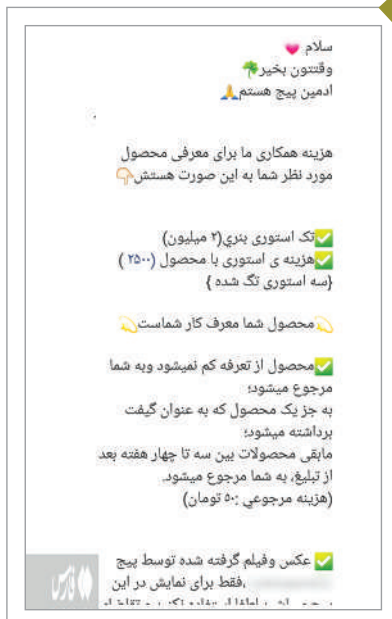 سلام 💗
وقتتون بخیر🌳
ادمین پیج هستم🙏
.
هزینه همکاری ما برای معرفی محصول
مورد نظر شما به این صورت هستش👇🏻
✅تک استوری بنری(۲ میلیون)
✅هزینه ی استوری با محصول (۲۵۰۰ )
{سه استوری تگ شده }
💫محصول شما معرف کار شماست💫
✅محصول از تعرفه کم نمیشود وبه شما
مرجوع میشود؛
به جز یک محصول که به عنوان گیفت
برداشته میشود؛
مابقی محصولات بین سه تا چهار هفته بعد
از تبلیغ، به شما مرجوع میشود.
(هزینه مرجوعی :۵۰ تومان)
✅ عکس وفیلم گرفته شده توسط پیج
،فقط برای نمایش در این
لطفا استفاده نکنید
فارس